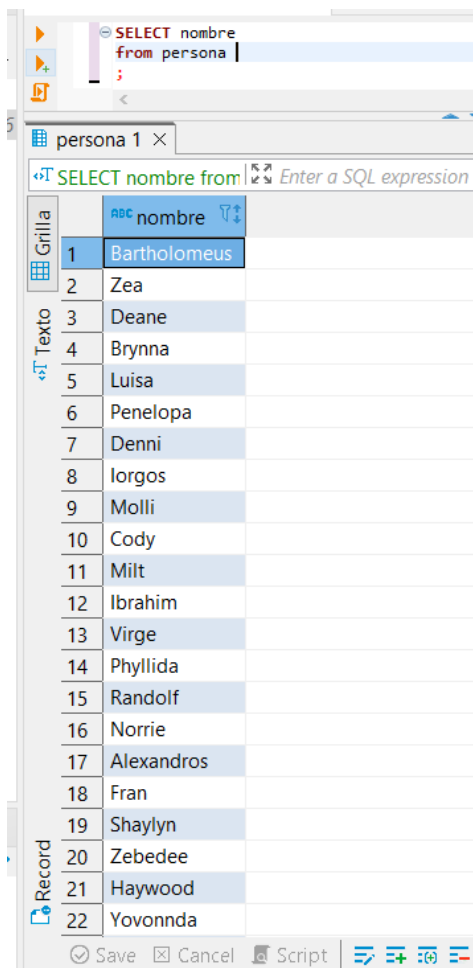 SELECT nombre
from persona
;
persona 1
SELECT nombre from Enter a SQL expression
Grilla
Texto
Record
ABC nombre
1 Bartholomeus
2 Zea
3 Deane
4 Brynna
5 Luisa
6 Penelopa
7 Denni
8 Iorgos
9 Molli
10 Cody
11 Milt
12 Ibrahim
13 Virge
14 Phyllida
15 Randolf
16 Norrie
17 Alexandros
18 Fran
19 Shaylyn
20 Zebedee
21 Haywood
22 Yovonnda
Save Cancel Script